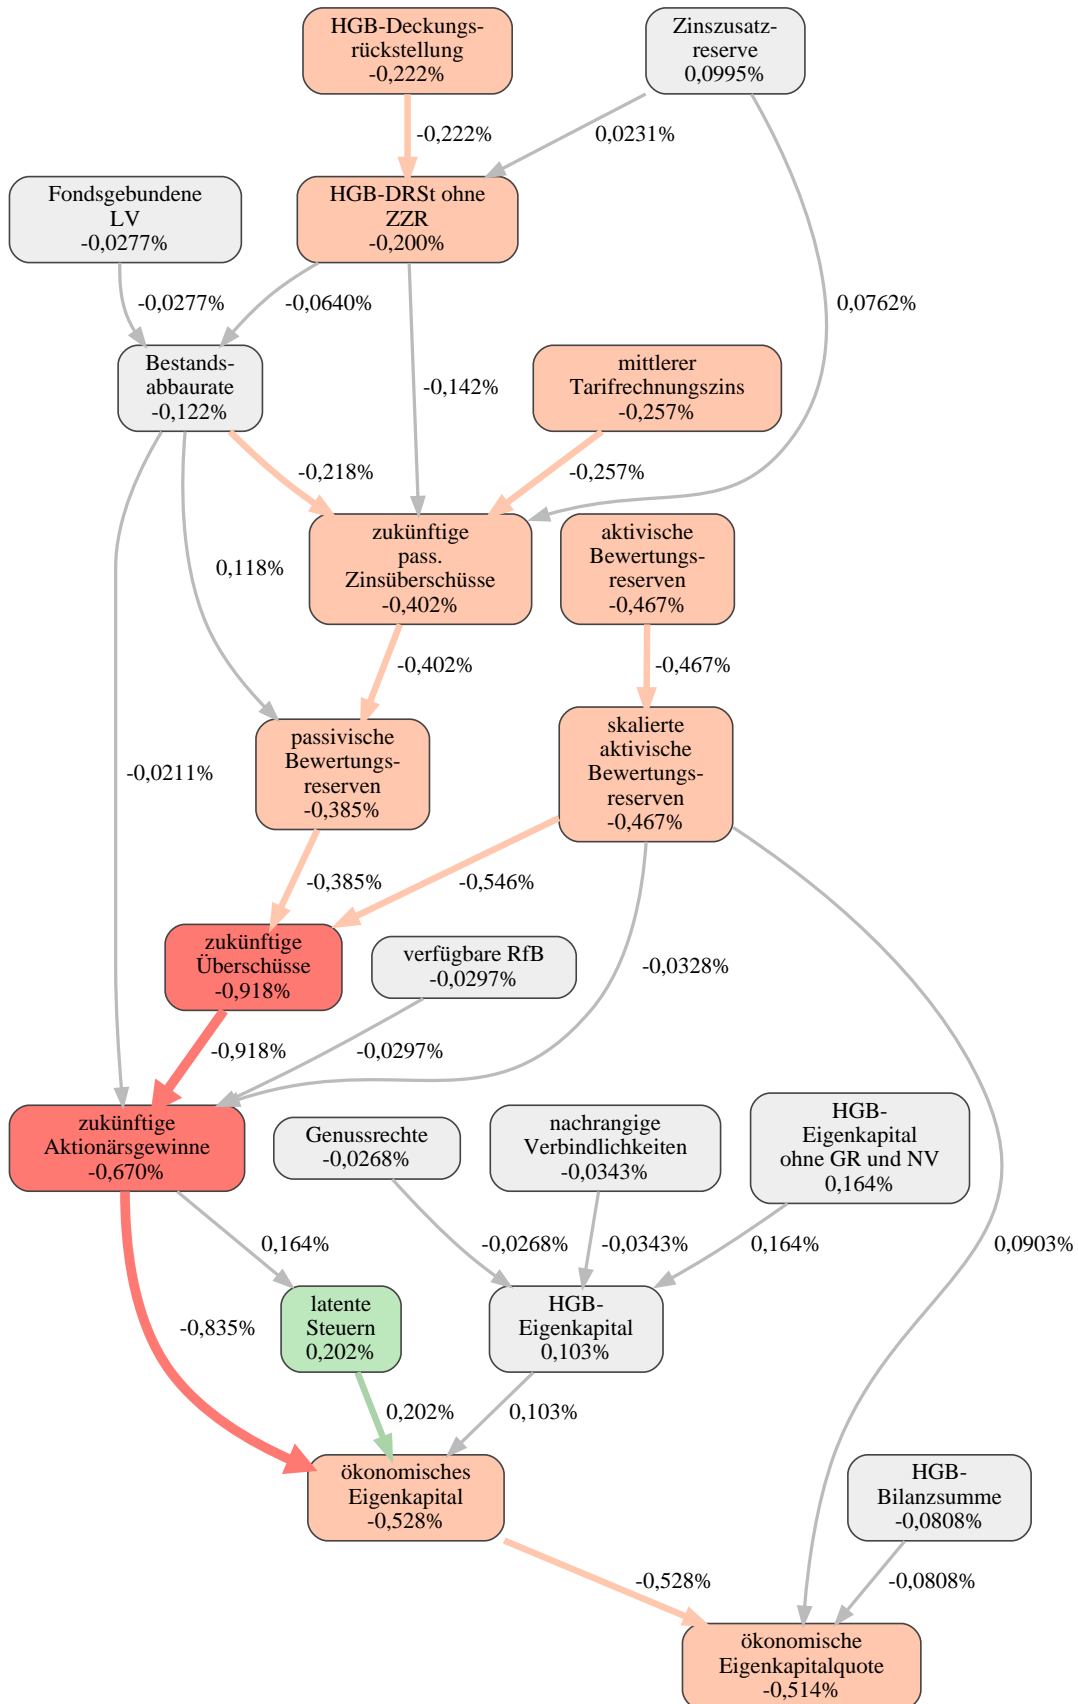 HGB-Deckungs-
rückstellung
-0,222%
Zinszusatz-
reserve
0,0995%
-0,222%
0,0231%
Fondsgebundene
LV
-0,0277%
HGB-DRSt ohne
ZZR
-0,200%
-0,0277%
-0,0640%
0,0762%
Bestands-
abbaurate
-0,122%
-0,142%
mittlerer
Tarifrechnungszins
-0,257%
-0,218%
-0,257%
0,118%
zukünftige
pass.
Zinsüberschüsse
-0,402%
aktivische
Bewertungs-
reserven
-0,467%
-0,402%
-0,467%
-0,0211%
passivische
Bewertungs-
reserven
-0,385%
skalierte
aktivische
Bewertungs-
reserven
-0,467%
-0,385%
-0,546%
zukünftige
Überschüsse
-0,918%
verfügbare RfB
-0,0297%
-0,0328%
-0,918%
-0,0297%
zukünftige
Aktionärsgewinne
-0,670%
Genussrechte
-0,0268%
nachrangige
Verbindlichkeiten
-0,0343%
HGB-
Eigenkapital
ohne GR und NV
0,164%
0,164%
-0,0268%
-0,0343%
0,164%
0,0903%
-0,835%
latente
Steuern
0,202%
HGB-
Eigenkapital
0,103%
0,202%
0,103%
ökonomisches
Eigenkapital
-0,528%
HGB-
Bilanzsumme
-0,0808%
-0,528%
-0,0808%
ökonomische
Eigenkapitalquote
-0,514%